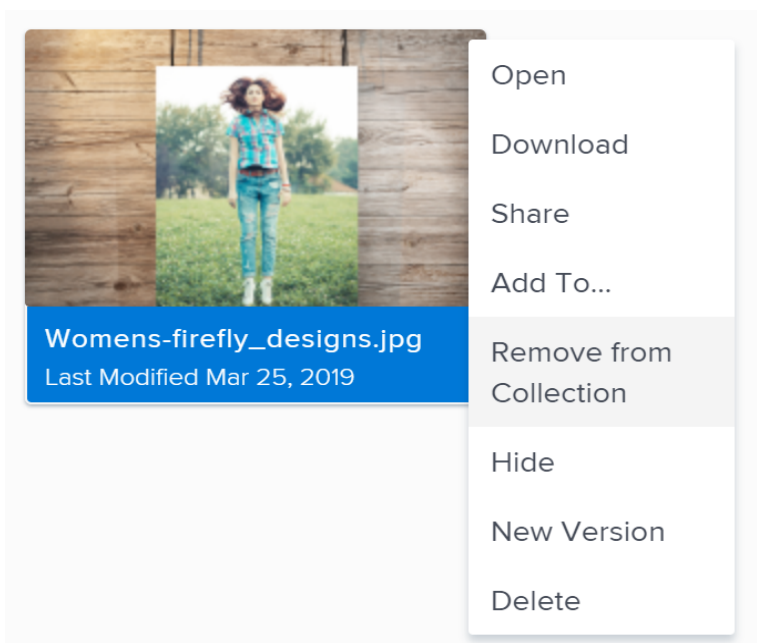 Womens-firefly_designs.jpg
Last Modified Mar 25, 2019
Open
Download
Share
Add To...
Remove from
Collection
Hide
New Version
Delete